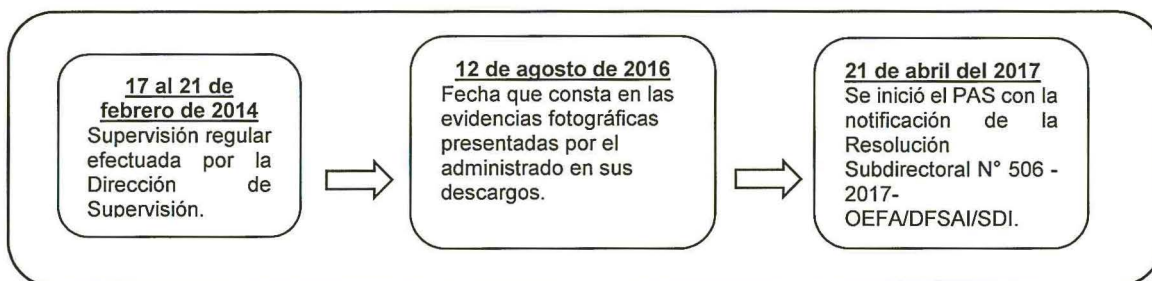 17 al 21 de
febrero de 2014
Supervisión regular
efectuada por la
Dirección de
Supervisión.
12 de agosto de 2016
Fecha que consta en las
evidencias fotográficas
presentadas por el
administrado en sus
descargos.
21 de abril del 2017
Se inició el PAS con la
notificación de la
Resolución
Subdirectoral N° 506 -
2017-
OEFA/DFSAI/SDI.